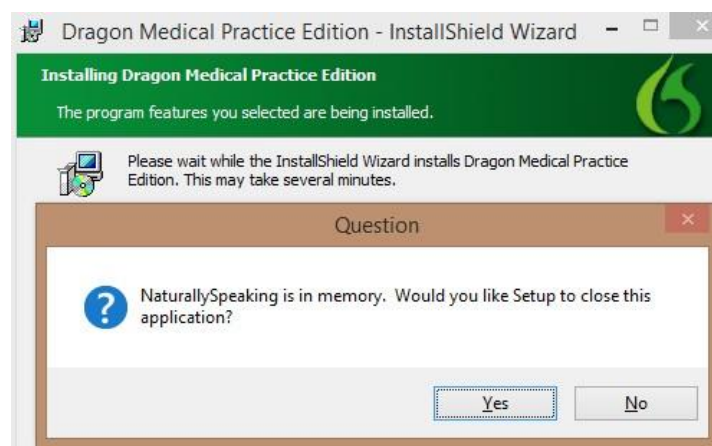 Dragon Medical Practice Edition - InstallShield Wizard
Installing Dragon Medical Practice Edition
The program features you selected are being installed.
Please wait while the InstallShield Wizard installs Dragon Medical Practice
Edition. This may take several minutes.
Question
NaturallySpeaking is in memory. Would you like Setup to close this
application?
Yes
No